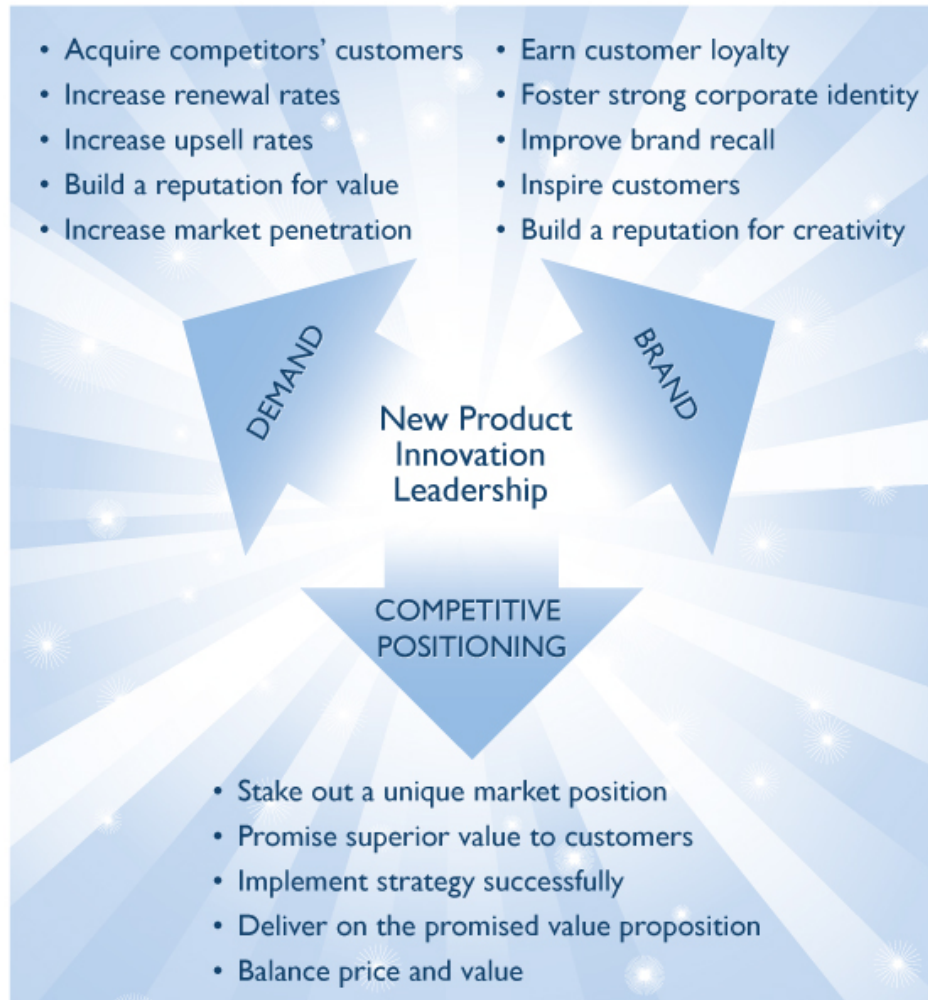 • Acquire competitors’ customers
• Increase renewal rates
• Increase upsell rates
• Build a reputation for value
• Increase market penetration
• Earn customer loyalty
• Foster strong corporate identity
• Improve brand recall
• Inspire customers
• Build a reputation for creativity
DEMAND
BRAND
New Product
Innovation
Leadership
COMPETITIVE
POSITIONING
• Stake out a unique market position
• Promise superior value to customers
• Implement strategy successfully
• Deliver on the promised value proposition
• Balance price and value